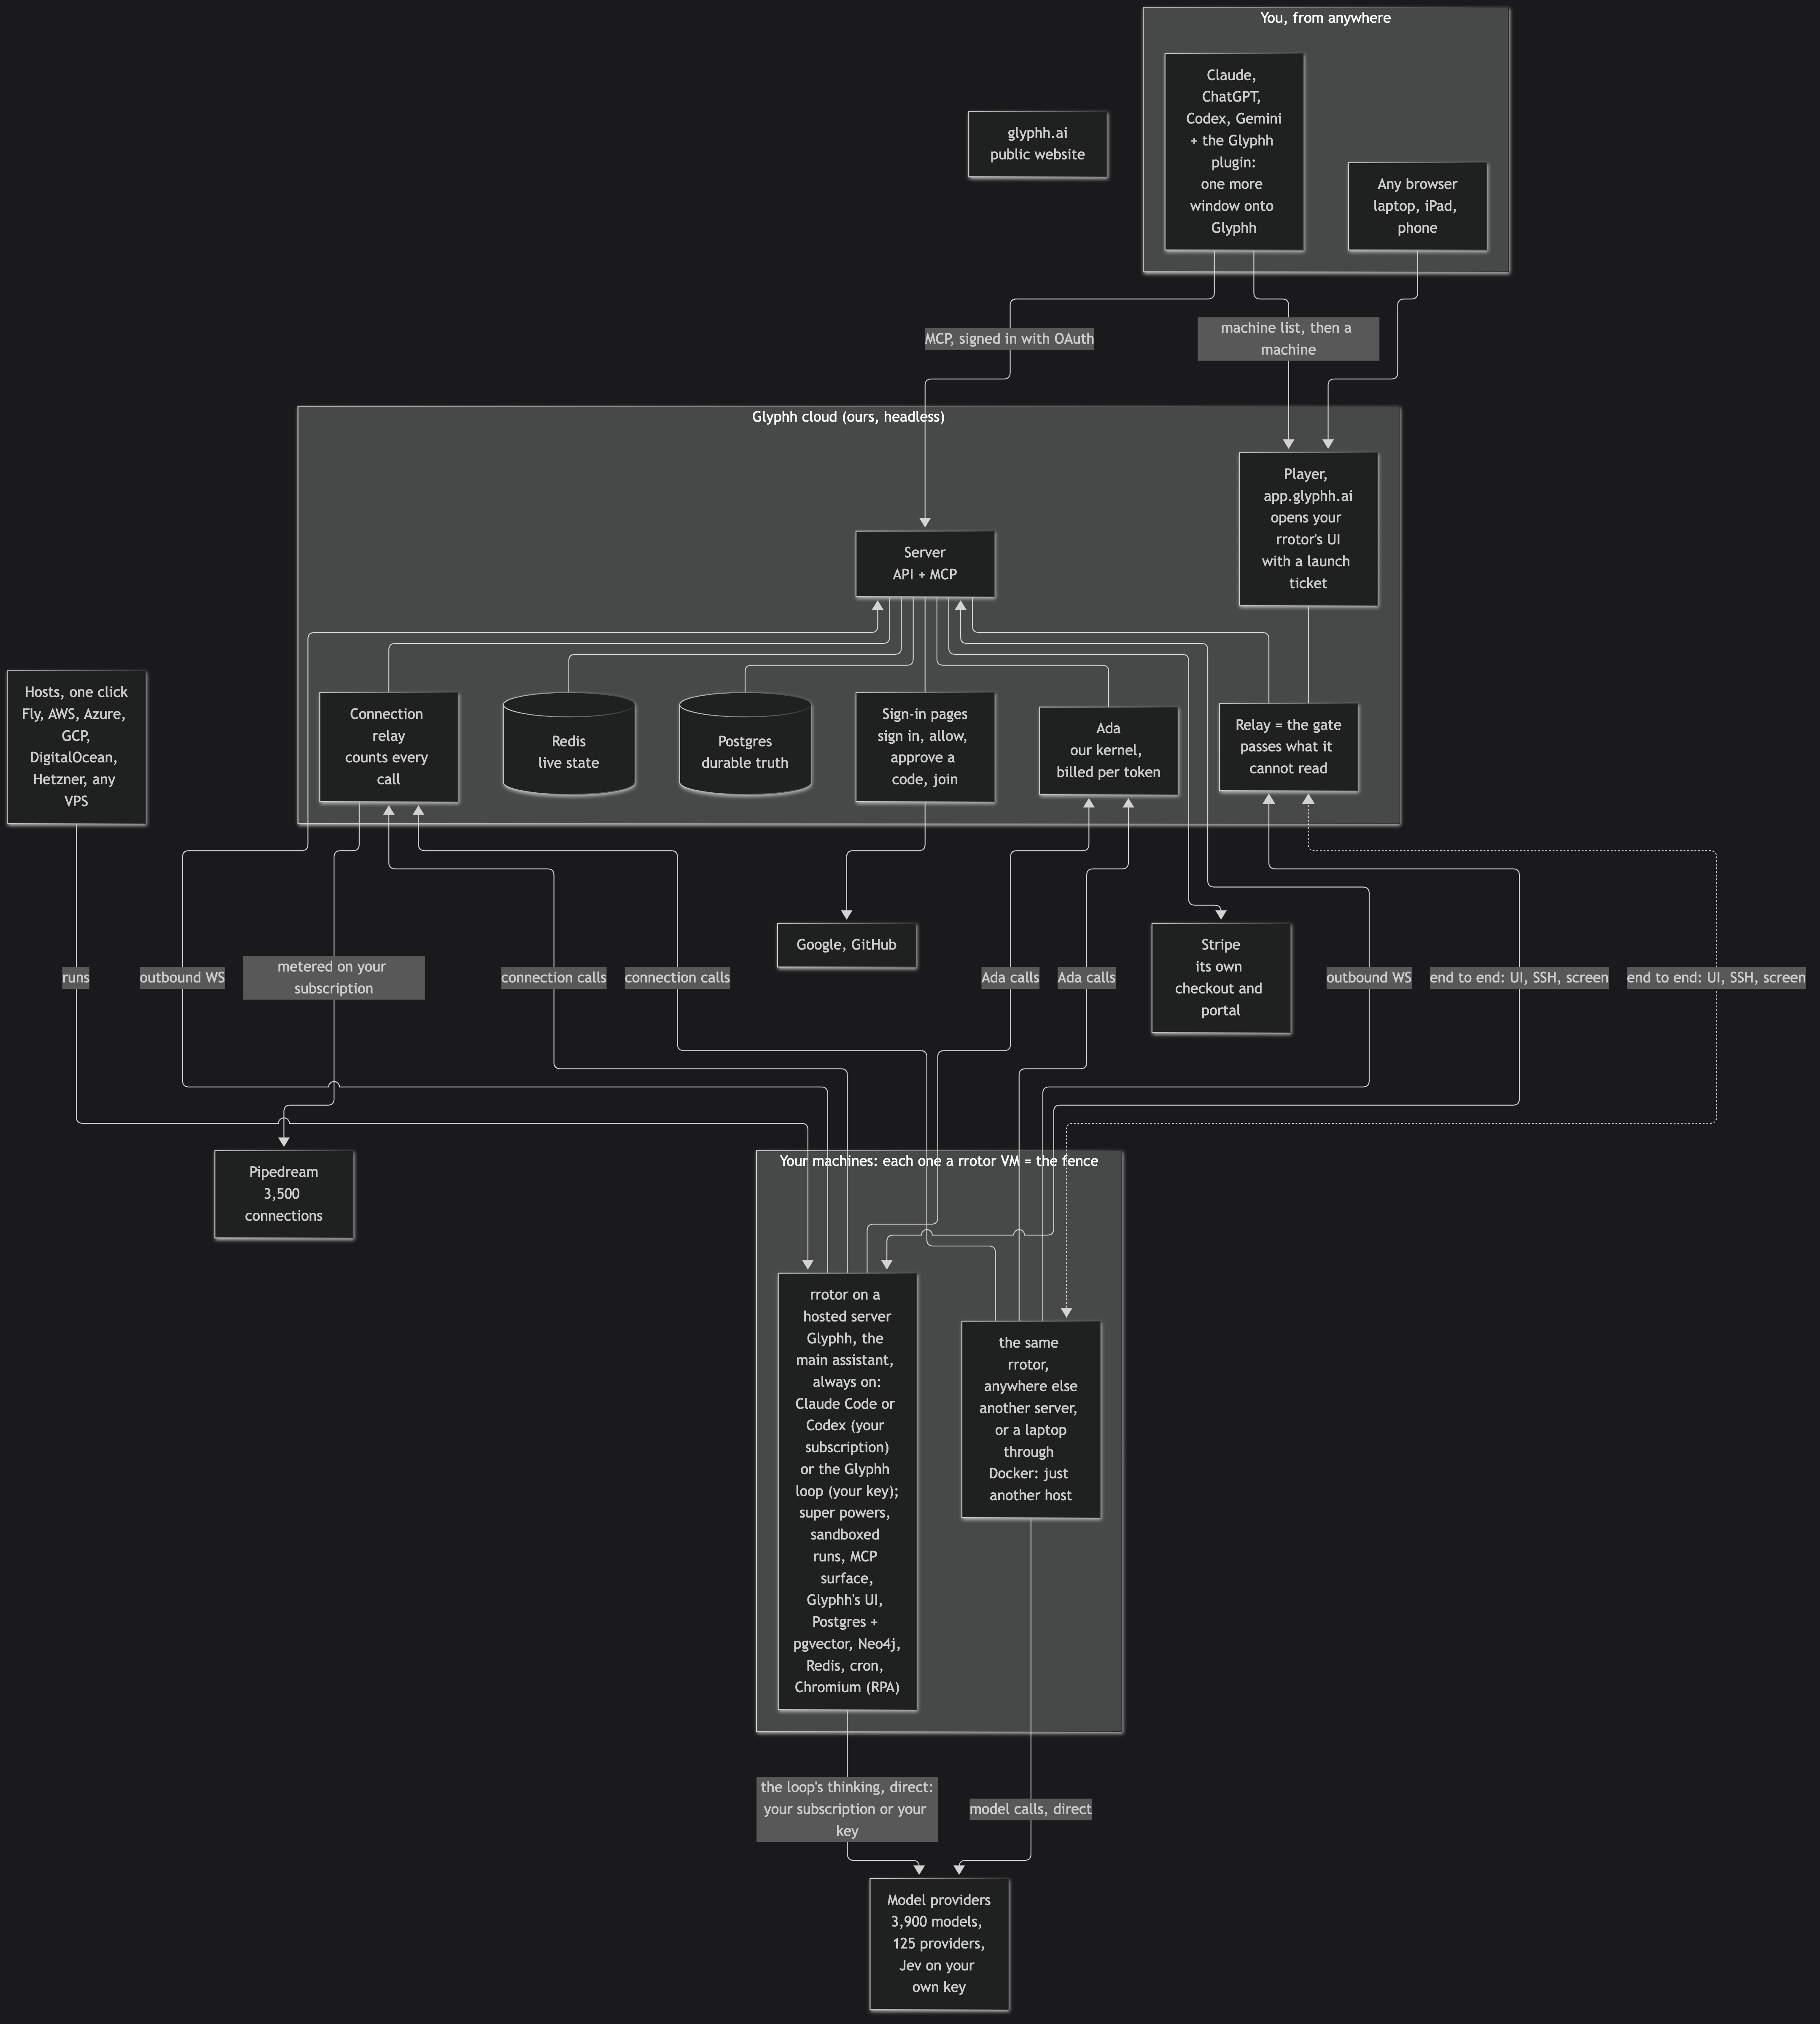 You, from anywhere
Claude,
ChatGPT,
Codex, Gemini
+ the Glyphh
plugin:
one more
window onto
Glyphh
glyphh.ai
public website
Any browser
laptop, iPad,
phone
MCP, signed in with OAuth
machine list, then a
machine
Glyphh cloud (ours, headless)
Player,
app.glyphh.ai
opens your
rrotor's UI
with a launch
ticket
Server
API + MCP
Hosts, one click
Fly, AWS, Azure,
GCP,
DigitalOcean,
Hetzner, any
VPS
Connection
relay
counts every
call
Redis
live state
Postgres
durable truth
Sign-in pages
sign in, allow,
approve a
code, join
Ada
our kernel,
billed per token
Relay = the gate
passes what it
cannot read
Google, GitHub
Stripe
its own
checkout and
portal
runs
outbound WS
metered on your
subscription
connection calls
connection calls
Ada calls
Ada calls
outbound WS
end to end: UI, SSH, screen
end to end: UI, SSH, screen
Pipedream
3,500
connections
Your machines: each one a rrotor VM = the fence
rrotor on a
hosted server
Glyphh, the
main assistant,
always on:
Claude Code or
Codex (your
subscription)
or the Glyphh
loop (your key);
super powers,
sandboxed
runs, MCP
surface,
Glyphh's UI,
Postgres +
pgvector, Neo4j,
Redis, cron,
Chromium (RPA)
the same
rrotor,
anywhere else
another server,
or a laptop
through
Docker: just
another host
the loop's thinking, direct:
your subscription or your
key
model calls, direct
Model providers
3,900 models,
125 providers,
Jev on your
own key